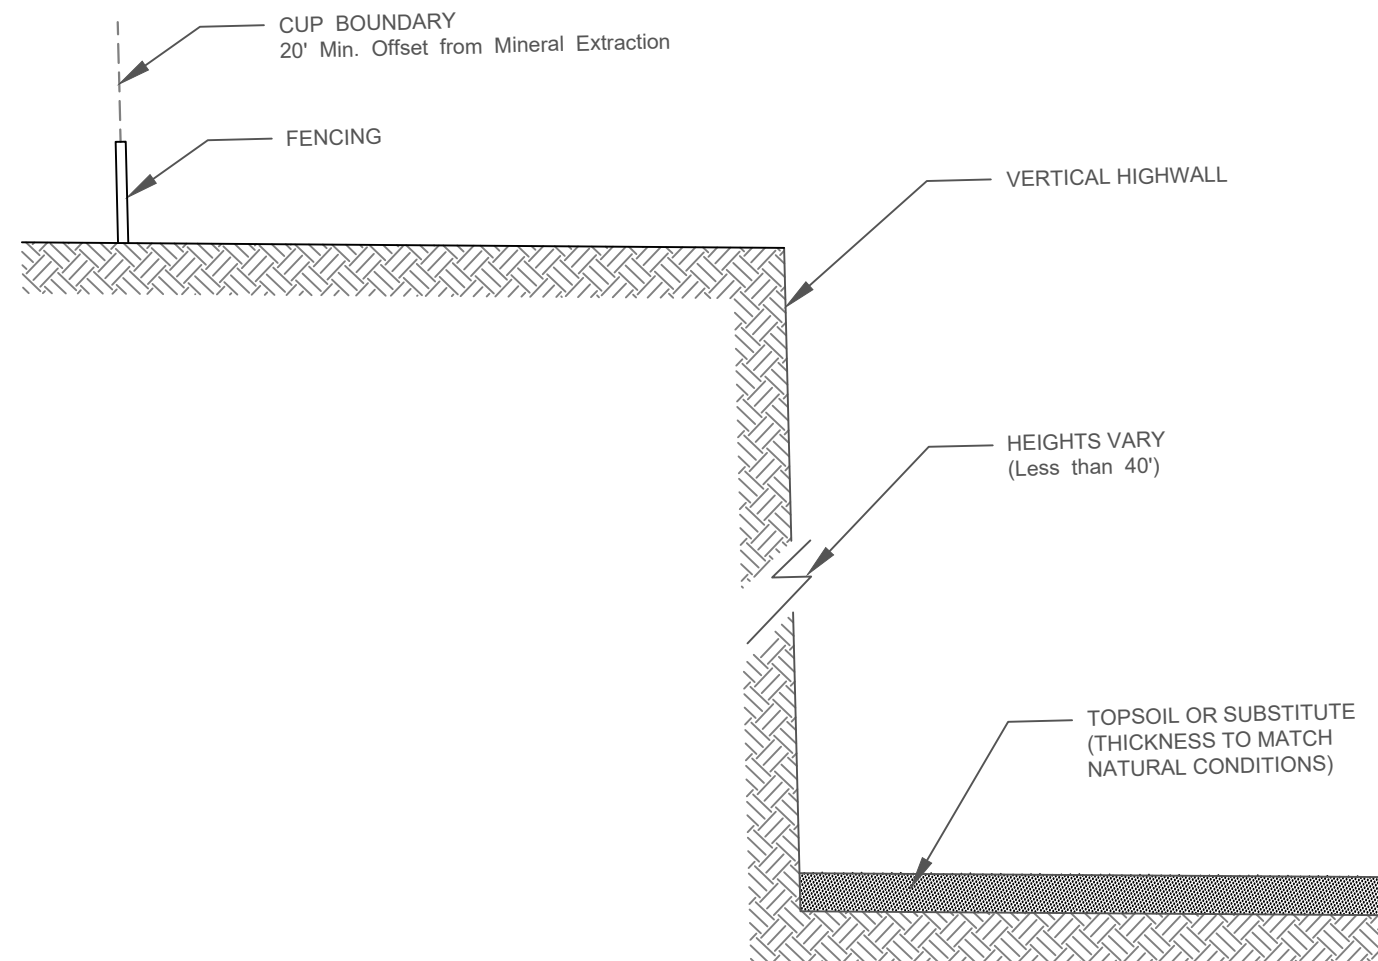 CUP BOUNDARY
20' Min. Offset from Mineral Extraction
FENCING
VERTICAL HIGHWALL
HEIGHTS VARY
(Less than 40')
TOPSOIL OR SUBSTITUTE
(THICKNESS TO MATCH
NATURAL CONDITIONS)